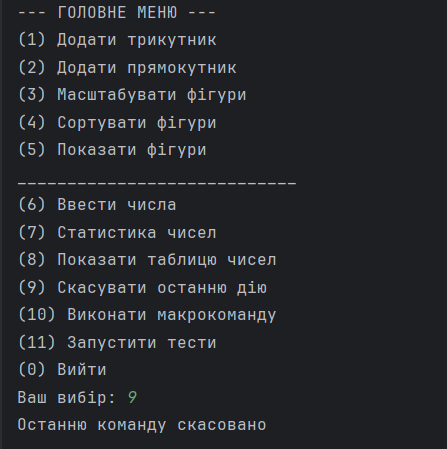 --- ГОЛОВНЕ МЕНЮ ---
(1) Додати трикутник
(2) Додати прямокутник
(3) Масштабувати фігури
(4) Сортувати фігури
(5) Показати фігури
____________________________
(6) Ввести числа
(7) Статистика чисел
(8) Показати таблицю чисел
(9) Скасувати останню дію
(10) Виконати макрокоманду
(11) Запустити тести
(0) Вийти
Ваш вибір: 9
Останню команду скасовано